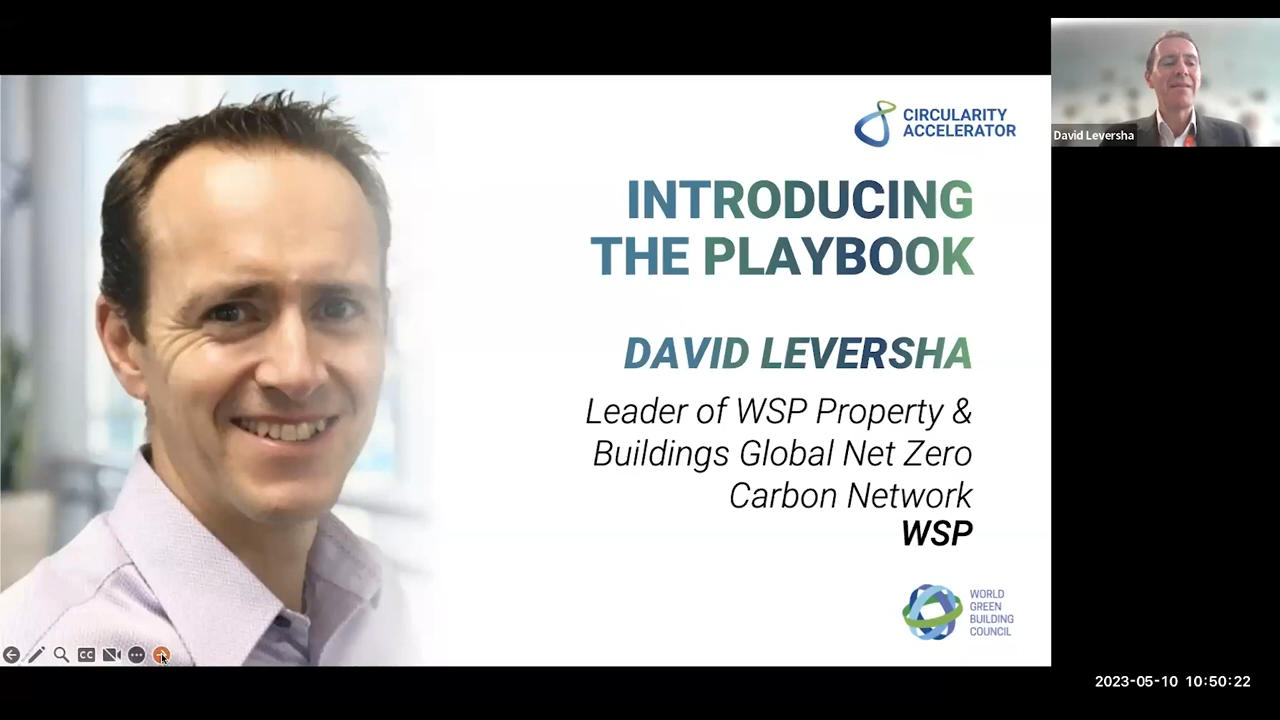 CIRCULARITY
ACCELERATOR
David Leversha
INTRODUCING
THE PLAYBOOK
DAVID LEVERSHA
Leader of WSP Property &
Buildings Global Net Zero
Carbon Network
WSP
WORLD
GREEN
BUILDING
COUNCIL
CC
2023-05-10 10:50:22